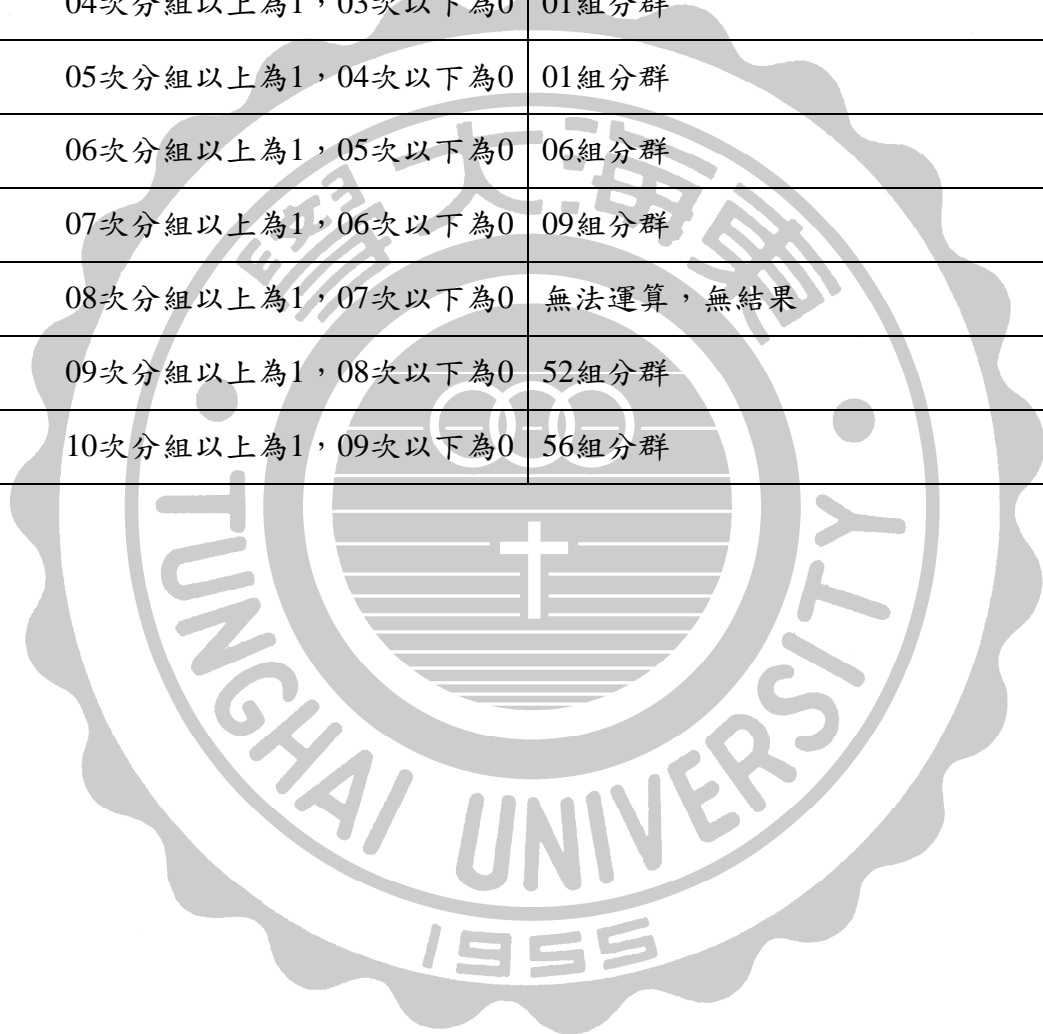 04次分組以上為1，03次以下為0 01組分群
05次分組以上為1，04次以下為0 01組分群
06次分組以上為1，05次以下為0 06組分群
07次分組以上為1，06次以下為0 09組分群
08次分組以上為1，07次以下為0 無法運算，無結果
09次分組以上為1，08次以下為0 52組分群
10次分組以上為1，09次以下為0 56組分群
學大海東
TUNGHAI UNIVERSITY
1955